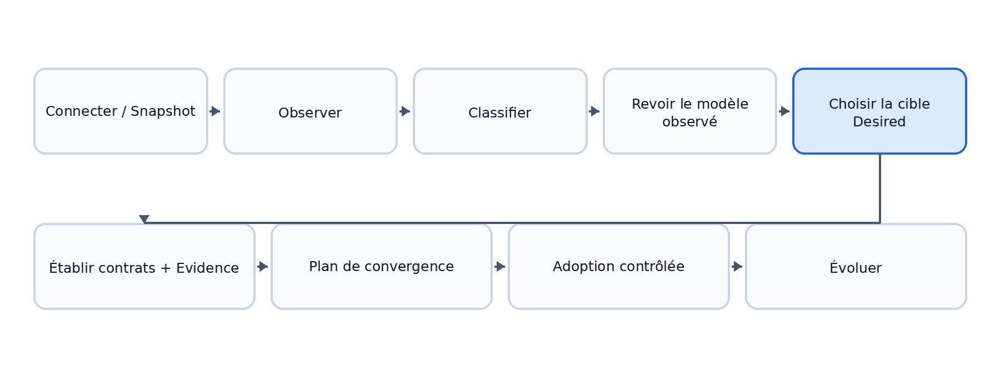 Connecter / Snapshot
Observer
Classifier
Revoir le modèle
observé
Choisir la cible
Desired
Établir contrats + Evidence
Plan de convergence
Adoption contrôlée
Évoluer